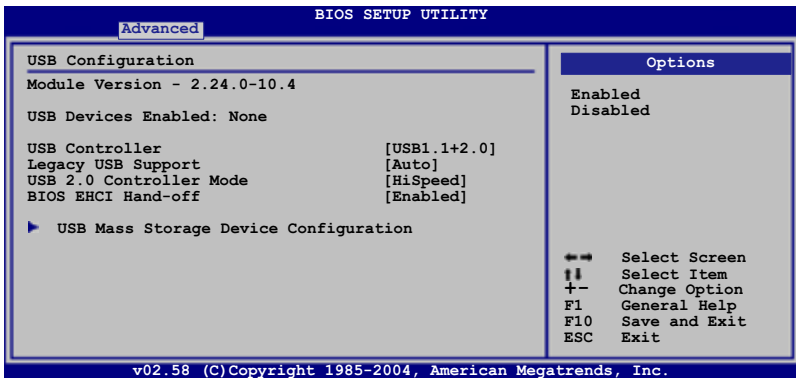 BIOS SETUP UTILITY
Advanced
USB Configuration
Module Version - 2.24.0-10.4
USB Devices Enabled: None
USB Controller [USB1.1+2.0]
Legacy USB Support [Auto]
USB 2.0 Controller Mode [HiSpeed]
BIOS EHCI Hand-off [Enabled]
USB Mass Storage Device Configuration
Options
Enabled
Disabled
Select Screen
Select Item
+- Change Option
F1 General Help
F10 Save and Exit
ESC Exit
v02.58 (C)Copyright 1985-2004, American Megatrends, Inc.